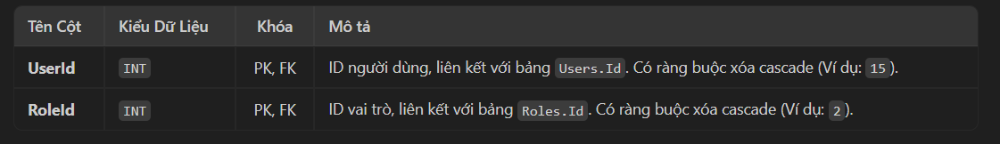 Tên Cột Kiểu Dữ Liệu Khóa Mô tả
UserId INT PK, FK ID người dùng, liên kết với bảng Users.Id. Có ràng buộc xóa cascade (Ví dụ: 15).
RoleId INT PK, FK ID vai trò, liên kết với bảng Roles.Id. Có ràng buộc xóa cascade (Ví dụ: 2).